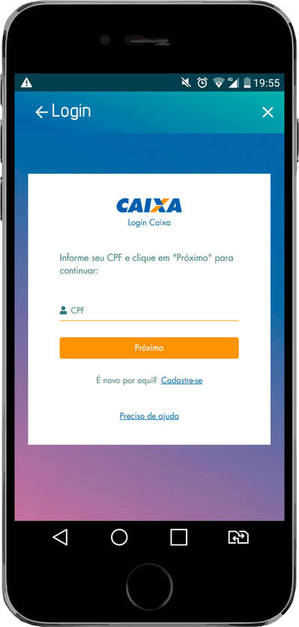 19:55
Login
CAIXA
Login Caixa
Informe seu CPF e clique em "Próximo" para
continuar:
CPF
Próximo
É novo por aqui? Cadastre-se
Preciso de ajuda